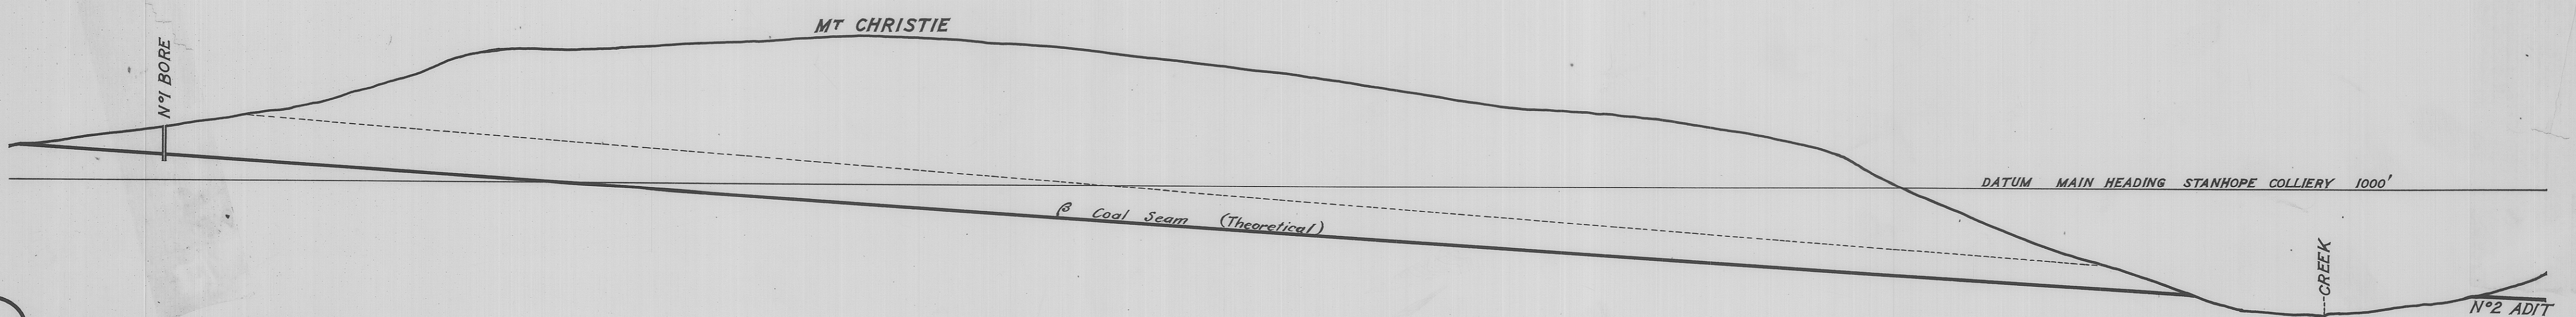 MT CHRISTIE
Nº1 BORE
DATUM MAIN HEADING STANHOPE COLLIERY 1000'
β Coal Seam (Theoretical)
CREEK
Nº2 ADIT